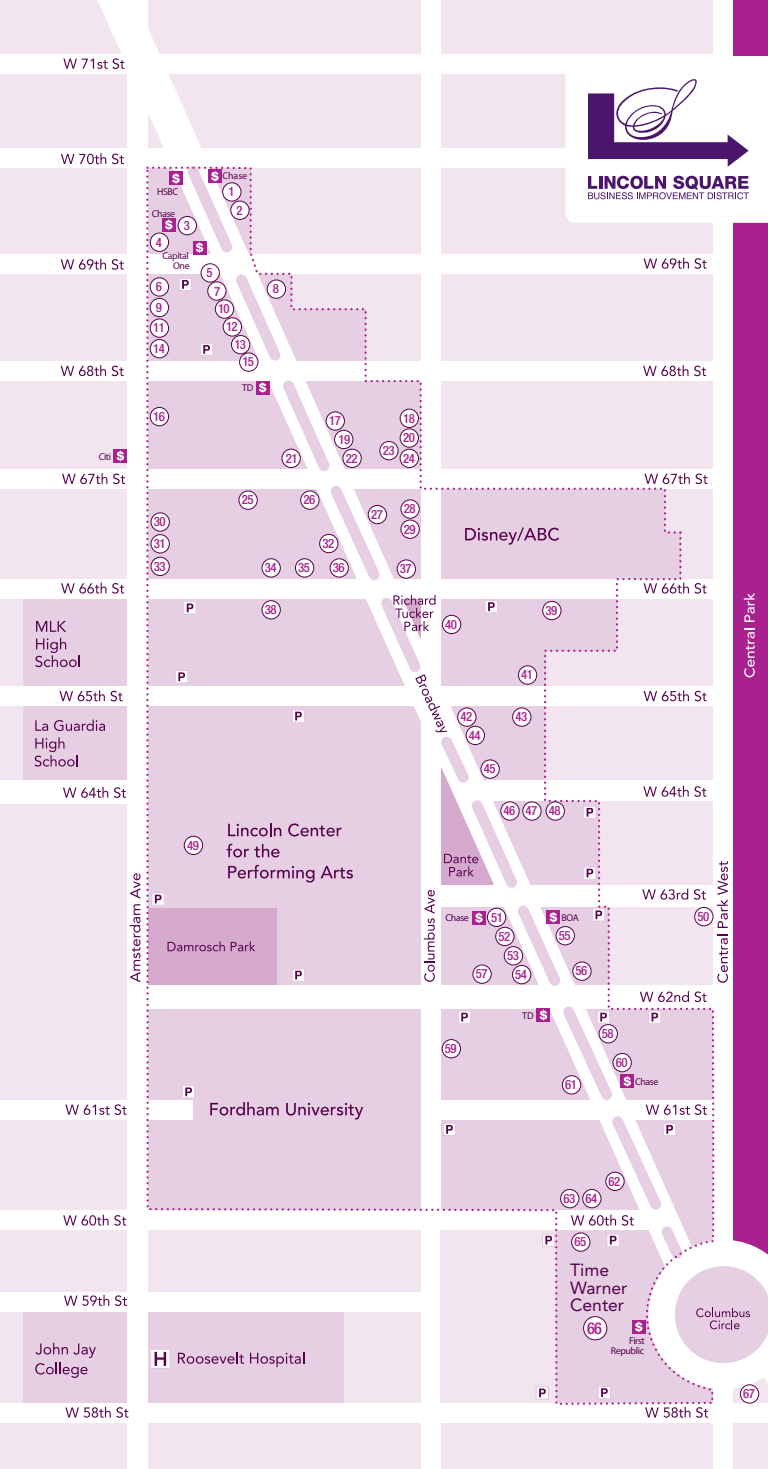 W 71st St
LINCOLN SQUARE
BUSINESS IMPROVEMENT DISTRICT
W 70th St
$ $ Chase
HSBC 1
Chase 2
$ 3
4 $
Capital
One
W 69th St W 69th St
5
6 P 7 8
9 10
11 12
13
14 P 15
W 68th St W 68th St
TD $
16 17 18
19 20
Citi $ 21 22 23 24
W 67th St W 67th St
25 26 27 28
30 29
31 32 Disney/ABC
33 34 35 36 37
W 66th St W 66th St
Richard
Tucker
Park
P 38 40 P 39
MLK
High
School
P 41
Central Park
W 65th St W 65th St
Broadway
La Guardia
High
School
P 42 43
44
45
W 64th St W 64th St
46 47 48 P
49
Lincoln Center
for the
Performing Arts
Dante
Park
P
Amsterdam Ave
Columbus Ave
Central Park West
W 63rd St
P
Damrosch Park
Chase $ 51 $ BOA P 50
52 55
53
P 57 54 56
W 62nd St
P TD $ P P
58
59 60
61 $ Chase
P
W 61st St Fordham University W 61st St
P P
62
63 64
W 60th St W 60th St
P 65 P
Time
Warner
Center
66 $
First
Republic
Columbus
Circle
W 59th St
John Jay
College
H Roosevelt Hospital
P P 67
W 58th St W 58th St